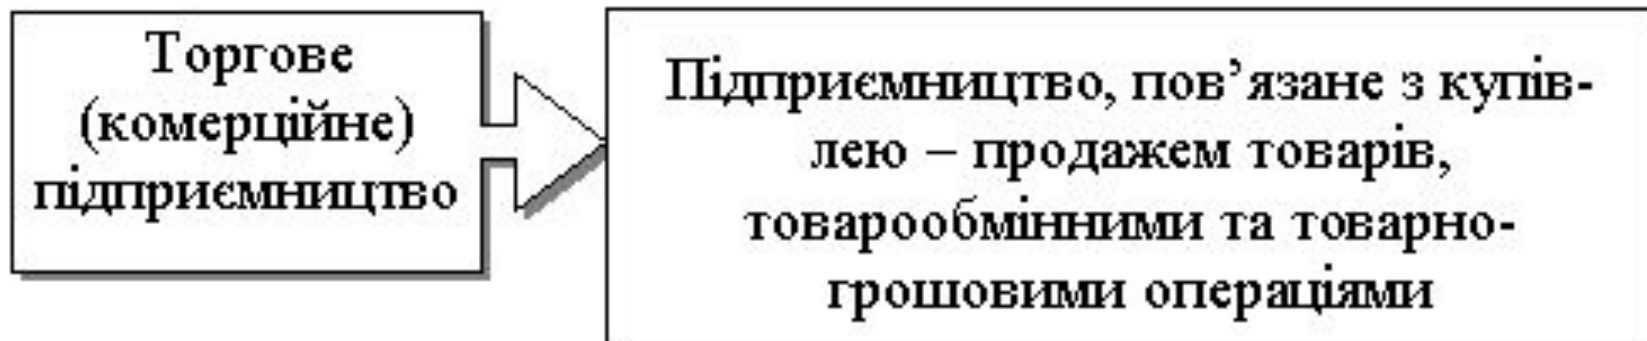 Торгове
(комерційне)
підприємництво
Підприємництво, пов’язане з купів-
лею – продажем товарів,
товарообмінними та товарно-
грошовими операціями